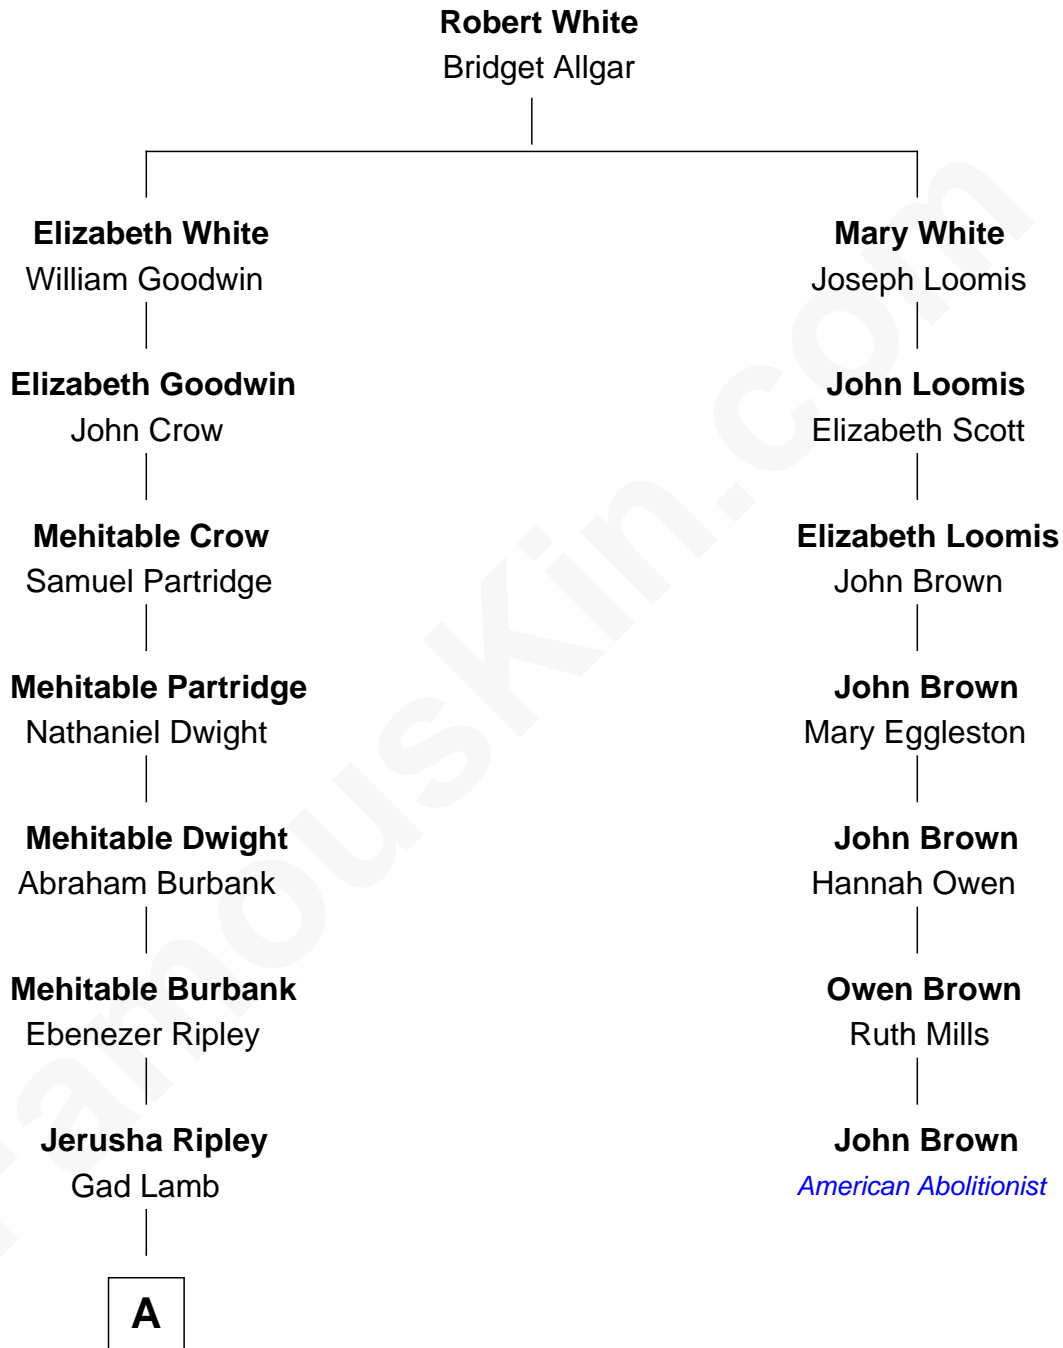 Robert White
Bridget Allgar
Elizabeth White
William Goodwin
Mary White
Joseph Loomis
Elizabeth Goodwin
John Crow
John Loomis
Elizabeth Scott
Mehitable Crow
Samuel Partridge
Elizabeth Loomis
John Brown
Mehitable Partridge
Nathaniel Dwight
John Brown
Mary Eggleston
Mehitable Dwight
Abraham Burbank
John Brown
Hannah Owen
Mehitable Burbank
Ebenezer Ripley
Owen Brown
Ruth Mills
Jerusha Ripley
Gad Lamb
John Brown
American Abolitionist
A
FamousKin.com